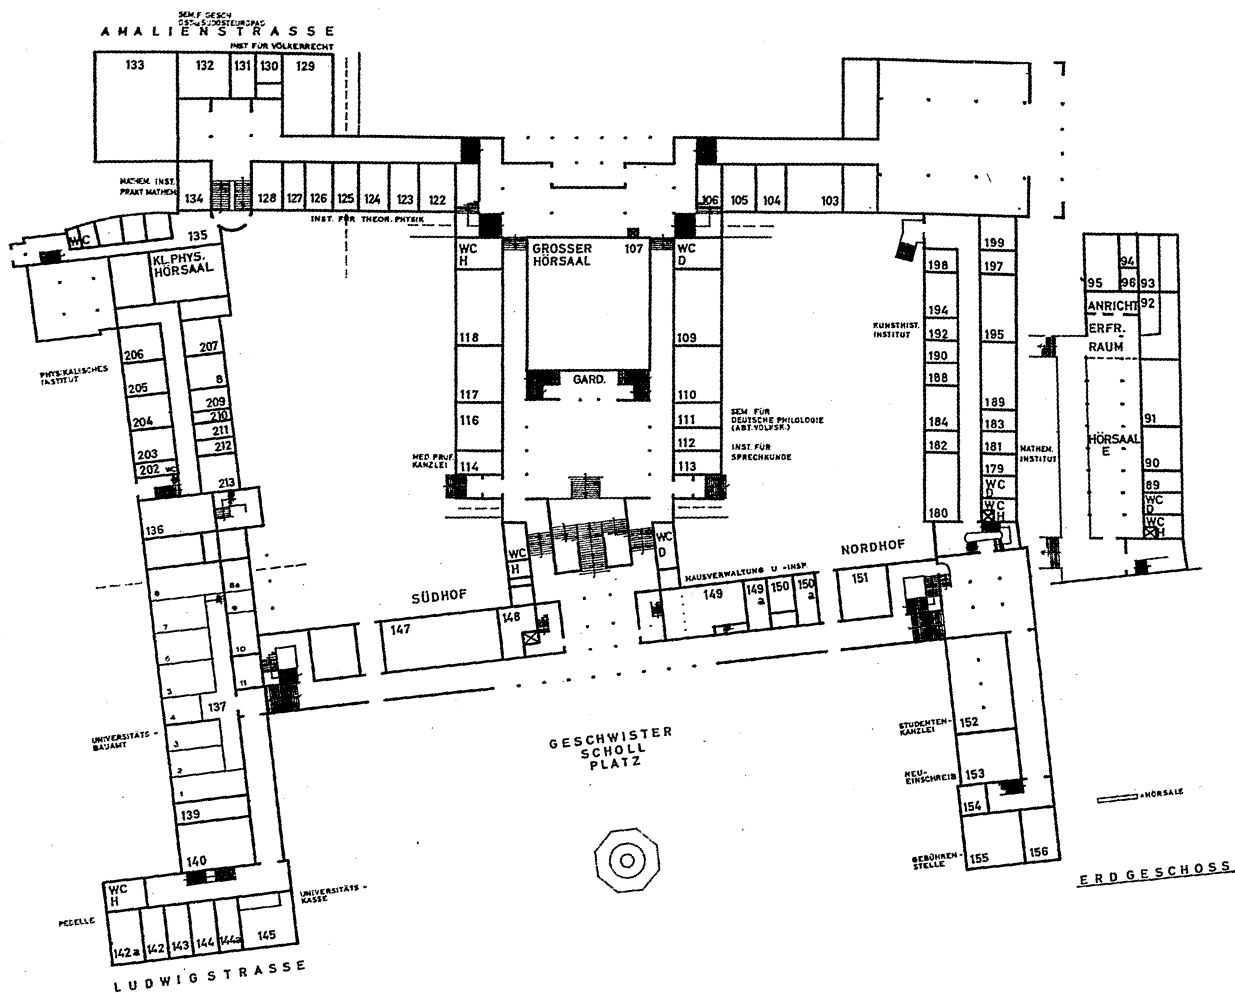 SEM.F. GESCH
OST-u SÜDOSTEUROPAS
AMALIENSTRASSE
INST FÜR VÖLKERRECHT
133
132
131
130
129
MATHEM. INST.
PRAKT MATHEM.
134
128
127
126
125
124
123
122
106
105
104
103
INST. FÜR THEOR. PHYSIK
WC
135
KL.PHYS.
HÖRSAAL
WC
H
GROSSER
HÖRSAAL
107
WC
D
199
198
197
94
95
96
93
ANRICHT
92
ERFR.
RAUM
194
192
195
190
188
KUNSTHIST.
INSTITUT
118
109
206
207
PHYSIKALISCHES
INSTITUT
205
8
204
209
210
211
212
203
202
WC
213
117
116
GARD.
110
111
112
113
114
MED.PRUF.
KANZLEI
SEM. FÜR
DEUTSCHE PHILOLOGIE
(ABT.VOLKSK.)
INST. FÜR
SPRECHKUNDE
189
184
183
182
181
179
WC
D
WC
H
180
MATHEM.
INSTITUT
HÖRSAAL
E
91
90
89
WC
D
WC
H
136
WC
H
WC
D
NORDHOF
HAUSVERWALTUNG U -INSP.
SÜDHOF
147
148
149
149
a
150
150
a
151
8
8a
7
9
6
10
5
11
4
137
3
2
1
UNIVERSITÄTS-
BAUAMT
139
140
GESCHWISTER
SCHOLL
PLATZ
152
STUDENTEN-
KANZLEI
153
NEU-
EINSCHREIB
154
=HÖRSÄLE
155
156
GEBÜHREN-
STELLE
ERDGESCHOSS
WC
H
UNIVERSITÄTS-
KASSE
PEDELLE
142a
142
143
144
144a
145
LUDWIGSTRASSE